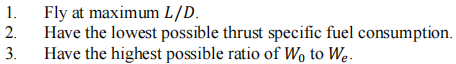 1. Fly at maximum L/D.
2. Have the lowest possible thrust specific fuel consumption.
3. Have the highest possible ratio of W₀ to Wₑ.